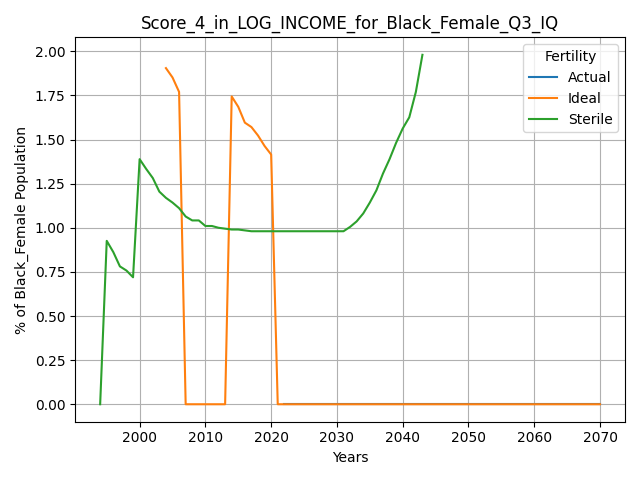 Score_4_in_LOG_INCOME_for_Black_Female_Q3_IQ
% of Black_Female Population
2.00
1.75
1.50
1.25
1.00
0.75
0.50
0.25
0.00
Fertility
Actual
Ideal
Sterile
2000 2010 2020 2030 2040 2050 2060 2070
Years